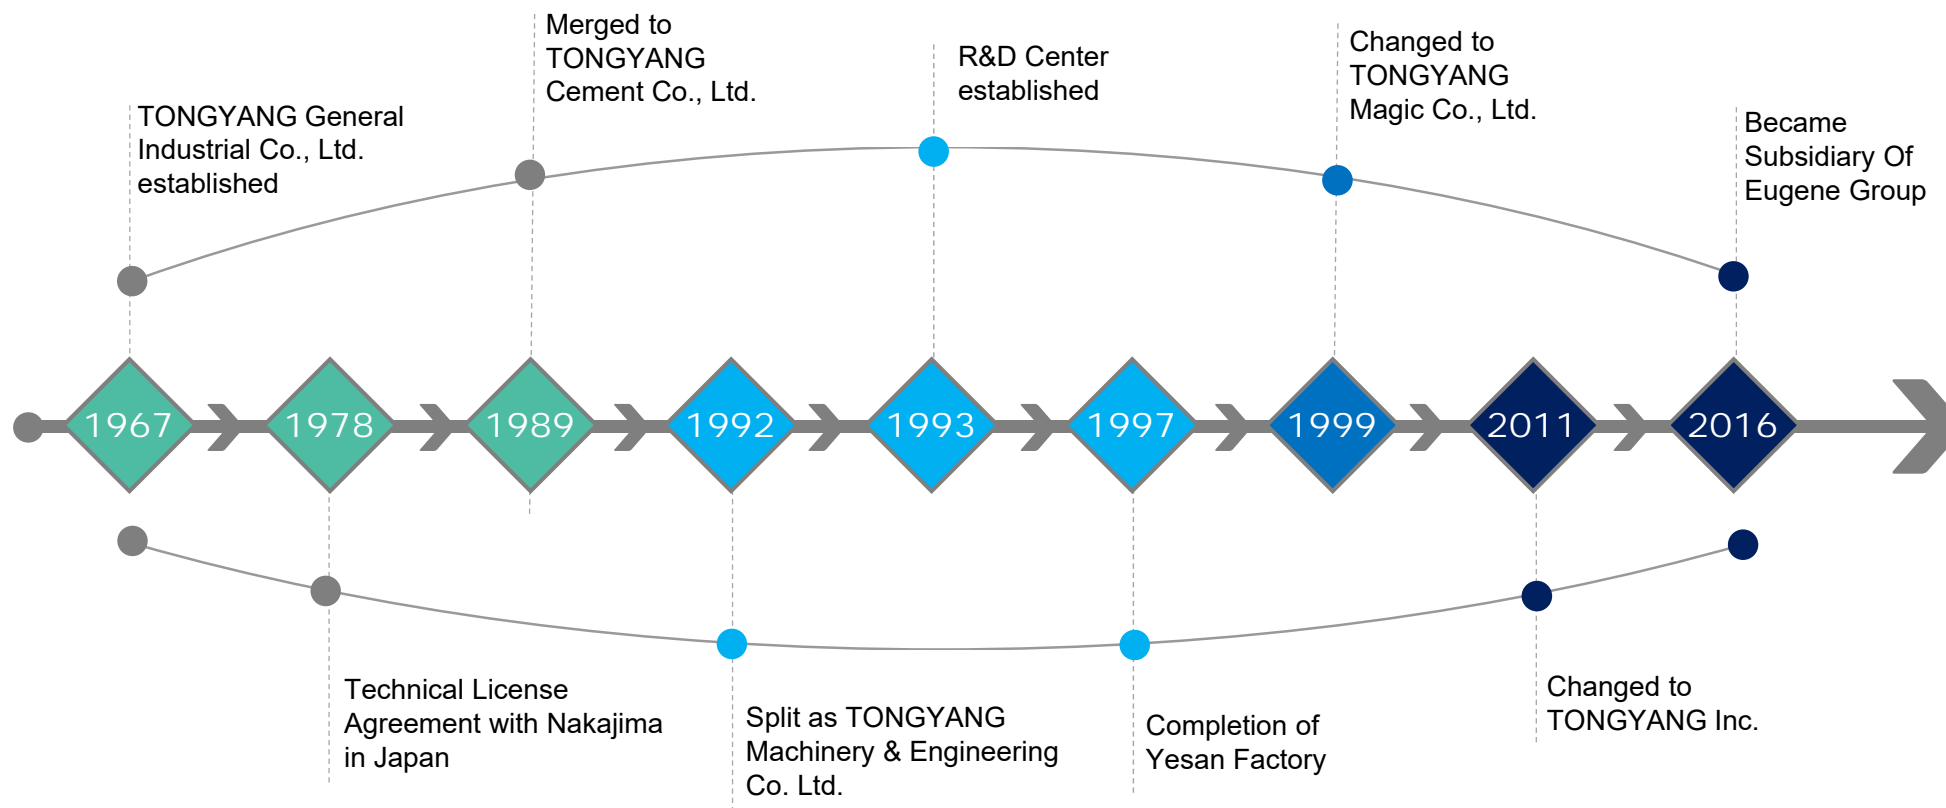 TONGYANG General
Industrial Co., Ltd.
established
Merged to
TONGYANG
Cement Co., Ltd.
R&D Center
established
Changed to
TONGYANG
Magic Co., Ltd.
Became
Subsidiary Of
Eugene Group
1967
1978
1989
1992
1993
1997
1999
2011
2016
Technical License
Agreement with Nakajima
in Japan
Split as TONGYANG
Machinery & Engineering
Co. Ltd.
Completion of
Yesan Factory
Changed to
TONGYANG Inc.